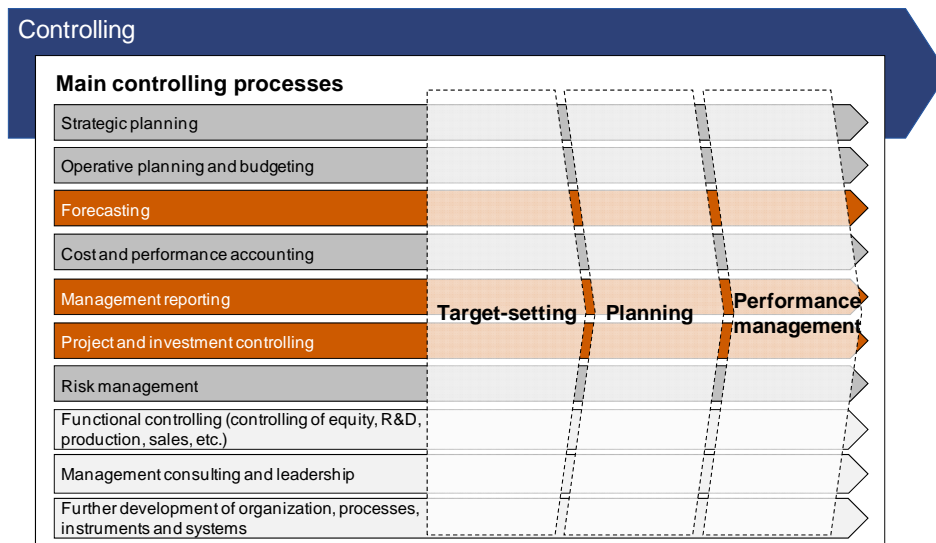 Controlling
Main controlling processes
Strategic planning
Operative planning and budgeting
Forecasting
Cost and performance accounting
Management reporting
Project and investment controlling
Risk management
Functional controlling (controlling of equity, R&D,
production, sales, etc.)
Management consulting and leadership
Further development of organization, processes,
instruments and systems
Target-setting
Planning
Performance
management